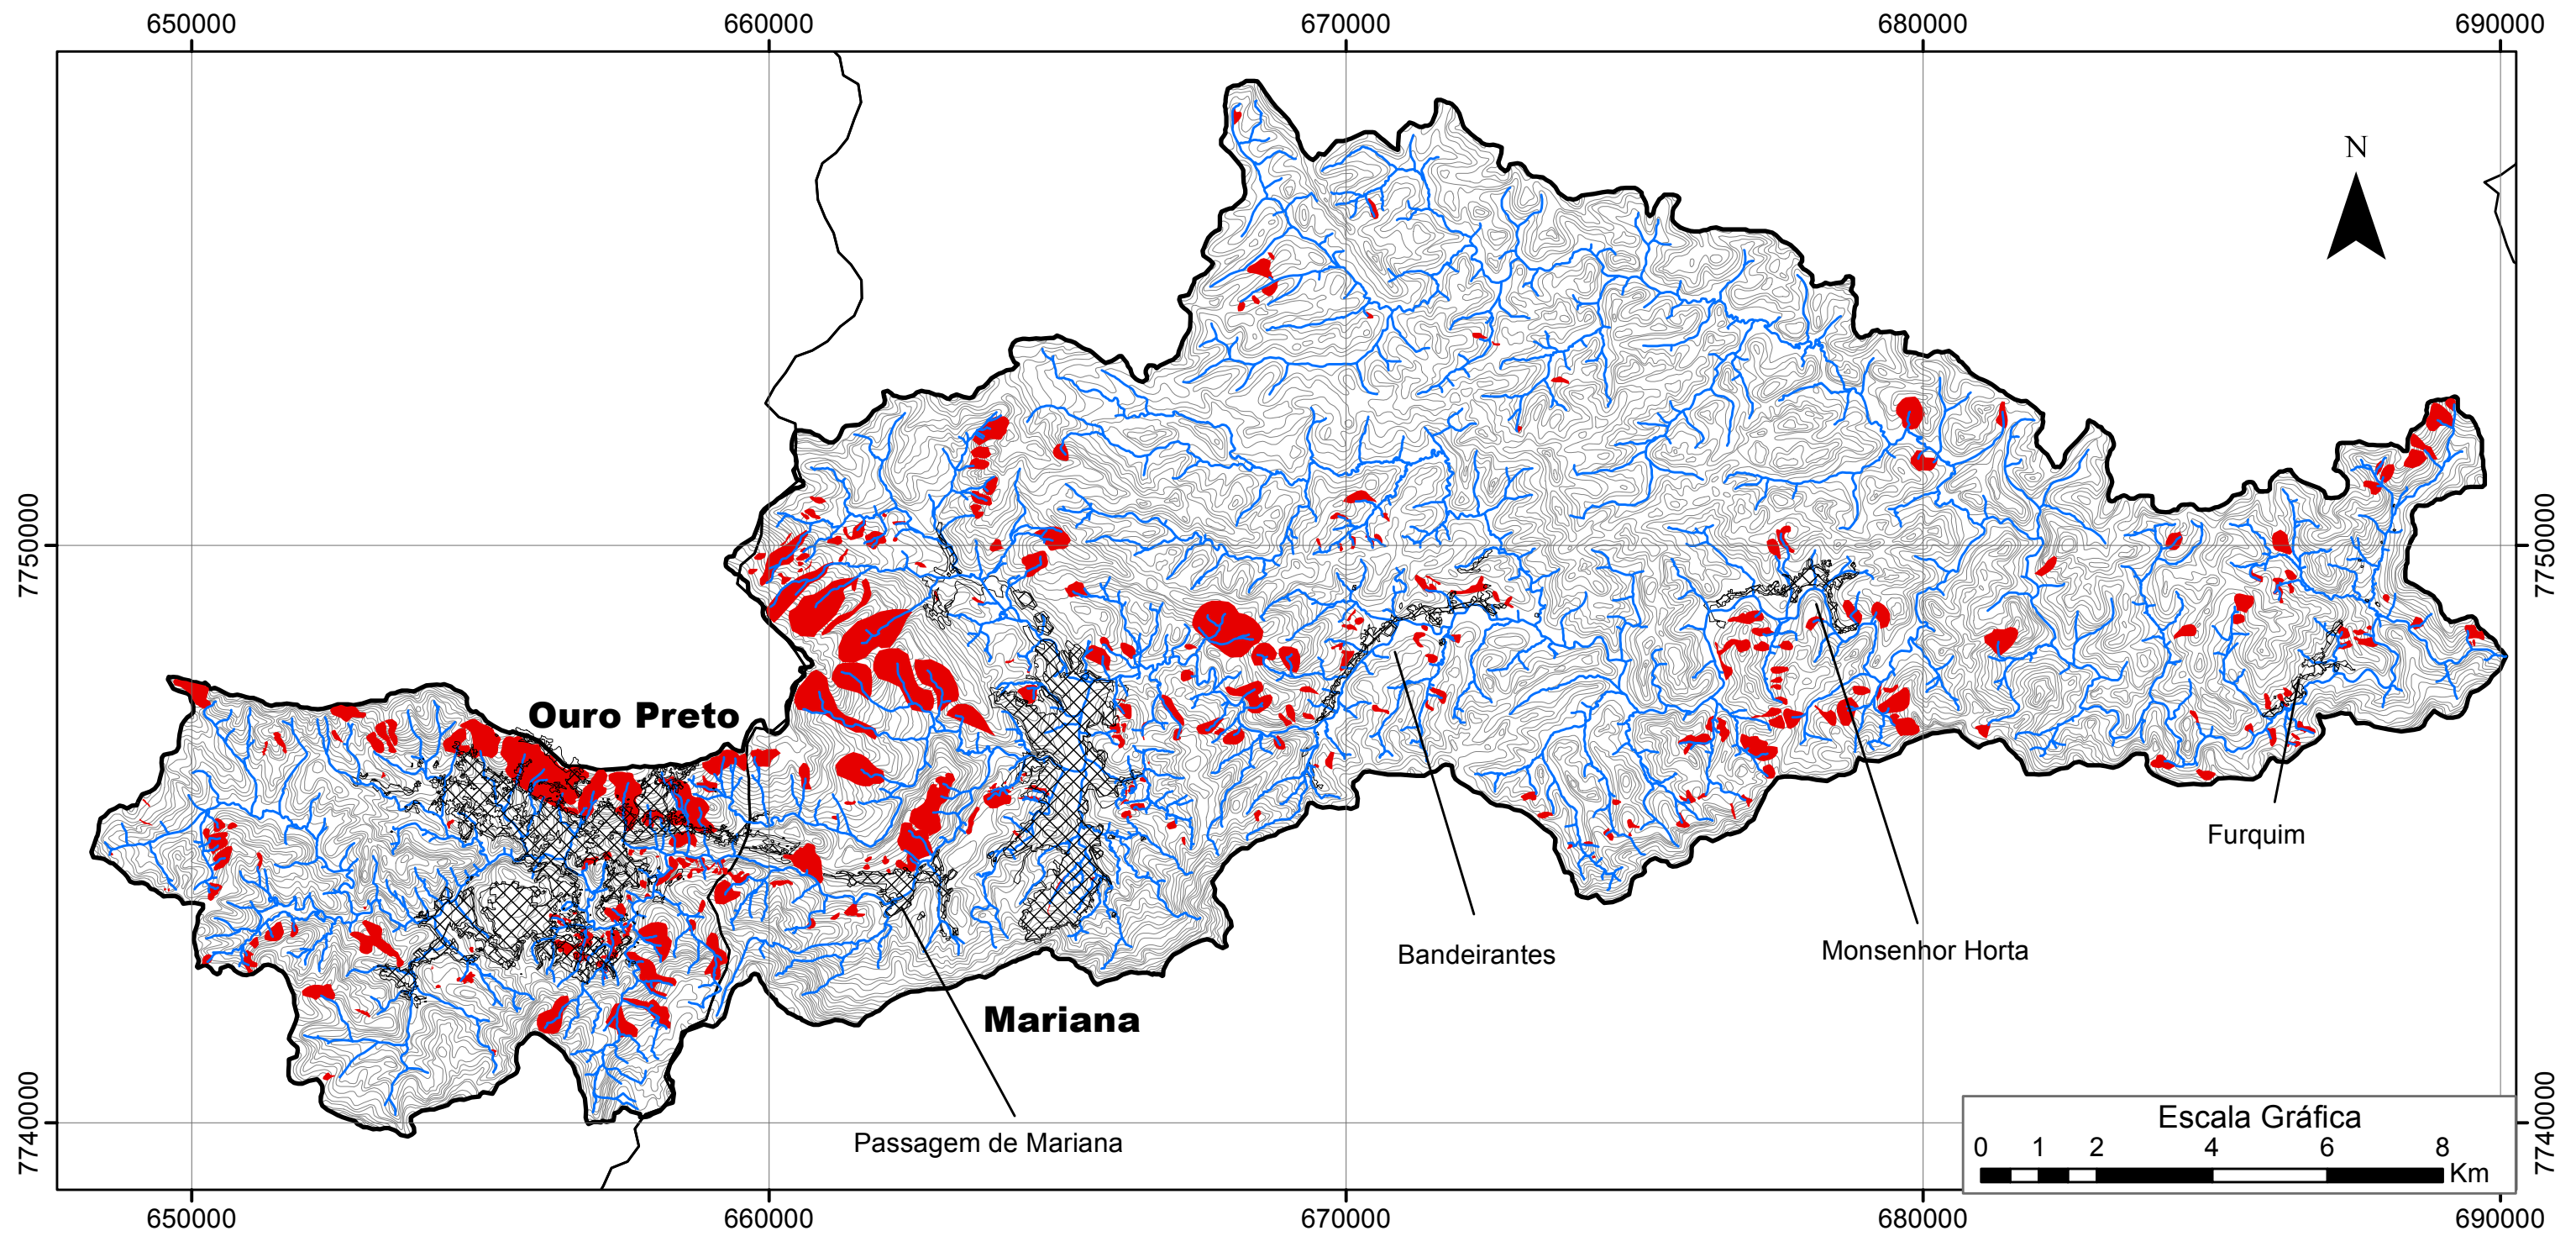 650000 660000 670000 680000 690000
N
7750000 7750000
Ouro Preto
Furquim
Bandeirantes
Monsenhor Horta
Mariana
Passagem de Mariana
7740000 7740000
Escala Gráfica
0 1 2 4 6 8
Km
650000 660000 670000 680000 690000